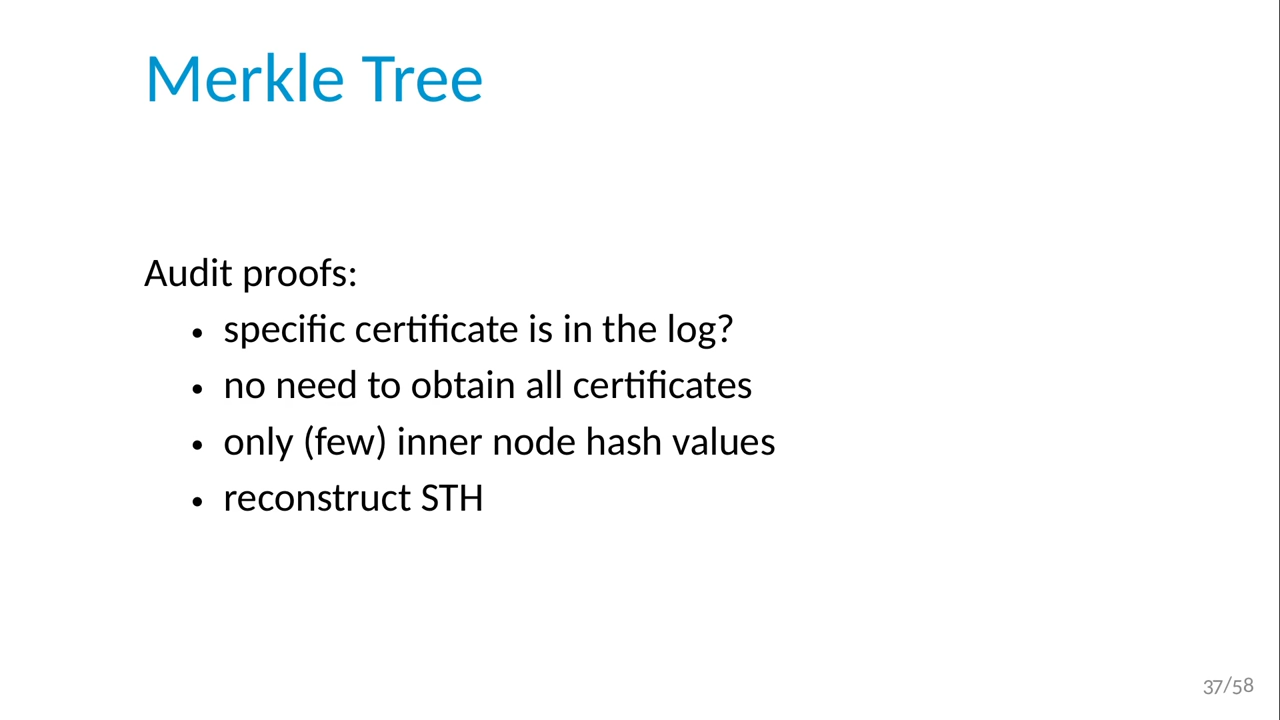 Merkle Tree
Audit proofs:
• specific certificate is in the log?
• no need to obtain all certificates
• only (few) inner node hash values
• reconstruct STH
37/58